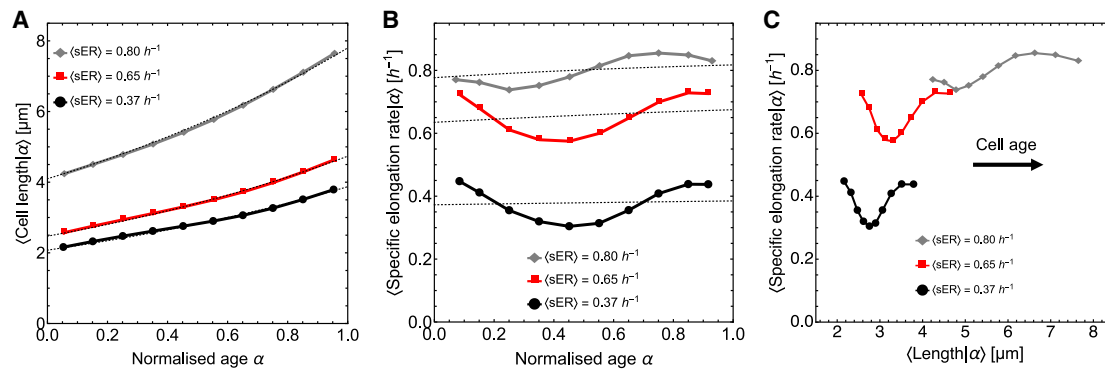 A
⟨Cell length|α⟩ [μm]
8
6
4
2
0
⟨sER⟩ = 0.80 h⁻¹
⟨sER⟩ = 0.65 h⁻¹
⟨sER⟩ = 0.37 h⁻¹
0.0 0.2 0.4 0.6 0.8 1.0
Normalised age α
B
⟨Specific elongation rate|α⟩ [h⁻¹]
0.8
0.6
0.4
0.2
0.0
⟨sER⟩ = 0.80 h⁻¹
⟨sER⟩ = 0.65 h⁻¹
⟨sER⟩ = 0.37 h⁻¹
0.0 0.2 0.4 0.6 0.8 1.0
Normalised age α
C
⟨Specific elongation rate|α⟩ [h⁻¹]
0.8
0.6
0.4
0.2
0.0
Cell age
⟨sER⟩ = 0.80 h⁻¹
⟨sER⟩ = 0.65 h⁻¹
⟨sER⟩ = 0.37 h⁻¹
2 3 4 5 6 7 8
⟨Length|α⟩ [μm]